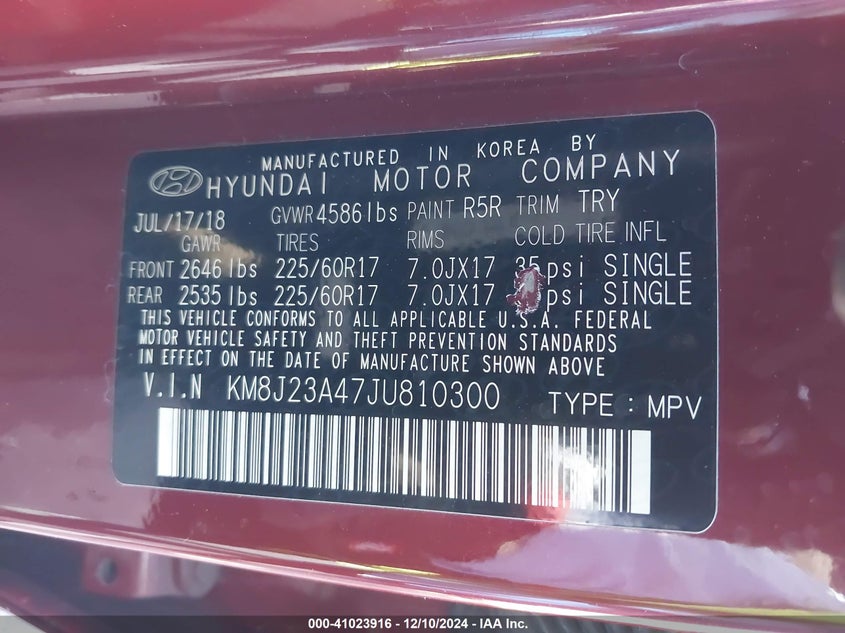 MANUFACTURED IN KOREA BY
HYUNDAI MOTOR COMPANY
JUL/17/18 GVWR 4586 lbs PAINT R5R TRIM TRY
GAWR TIRES RIMS COLD TIRE INFL
FRONT 2646 lbs 225/60R17 7.0JX17 35 psi SINGLE
REAR 2535 lbs 225/60R17 7.0JX17 psi SINGLE
THIS VEHICLE CONFORMS TO ALL APPLICABLE U.S.A. FEDERAL
MOTOR VEHICLE SAFETY AND THEFT PREVENTION STANDARDS
IN EFFECT ON THE DATE OF MANUFACTURE SHOWN ABOVE
V.I.N KM8J23A47JU810300 TYPE : MPV
000-41023916 - 12/10/2024 - IAA Inc.